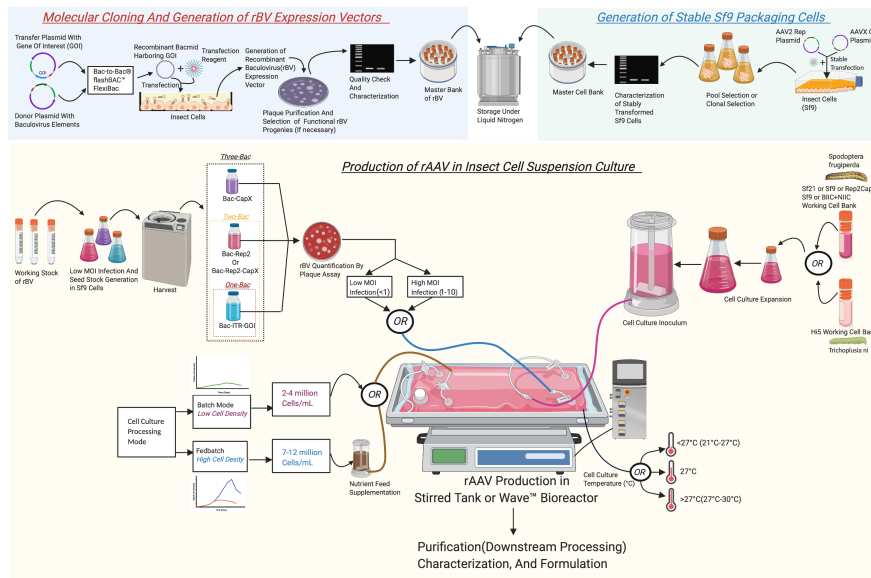 Molecular Cloning And Generation of rBV Expression Vectors
Transfer Plasmid With
Gene Of Interest (GOI)
GOI
Donor Plasmid With
Baculovirus Elements
Bac-to-Bac®
flashBAC™
FlexiBac
Recombinant Bacmid
Harboring GOI
+
Transfection
Reagent
Transfection
Insect Cells
Generation of
Recombinant
Baculovirus(rBV)
Expression
Vector
Plaque Purification And
Selection of Functional rBV
Progenies (If necessary)
Quality Check
And
Characterization
Master Bank
of rBV
Storage Under
Liquid Nitrogen
Generation of Stable Sf9 Packaging Cells
Master Cell Bank
Characterization
of Stably
Transformed
Sf9 Cells
Pool Selection or
Clonal Selection
AAV2 Rep
Plasmid
AAVX C
Plasmi
+
Stable
Transfection
Insect Cells
(Sf9)
Production of rAAV in Insect Cell Suspension Culture
Working Stock
of rBV
Low MOI Infection And
Seed Stock Generation
in Sf9 Cells
Harvest
Three-Bac
Bac-CapX
Two-Bac
Bac-Rep2
Or
Bac-Rep2-CapX
One-Bac
Bac-ITR-GOI
rBV Quantification By
Plaque Assay
Low MOI
Infection(<1)
High MOI
Infection (1-10)
OR
Cell Culture Inoculum
Cell Culture Expansion
OR
Spodoptera
frugiperda
Sf21 or Sf9 or Rep2Cap
Sf9 or BIIC+NIIC
Working Cell Bank
Hi5 Working Cell Ban
Trichoplusia ni
Cell Culture
Processing
Mode
Batch Mode
Low Cell Density
2-4 million
Cells/mL
Fedbatch
High Cell Desity
7-12 million
Cells/mL
OR
Nutrient Feed
Supplementation
Cell Culture
Temperature (°C)
OR
<27°C (21°C-27°C)
27°C
>27°C(27°C-30°C)
rAAV Production in
Stirred Tank or Wave™ Bioreactor
Purification(Downstream Processing)
Characterization, And Formulation